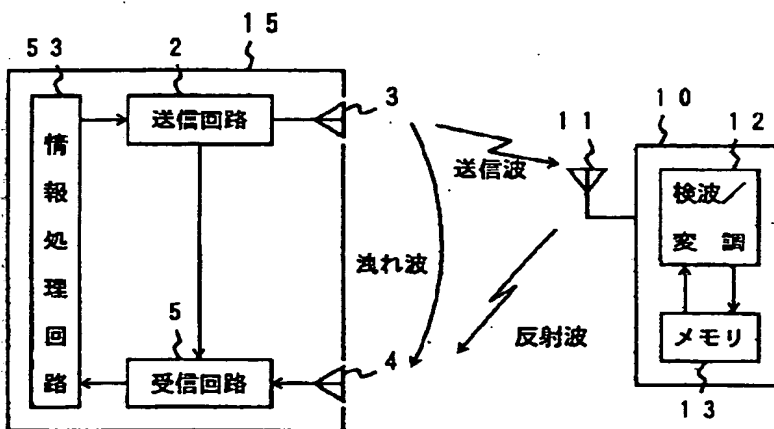 １５
５３
２
３
送信回路
情報処理回路
１１
１０
１２
送信波
検波／
変調
洩れ波
５
反射波
メモリ
受信回路
４
１３